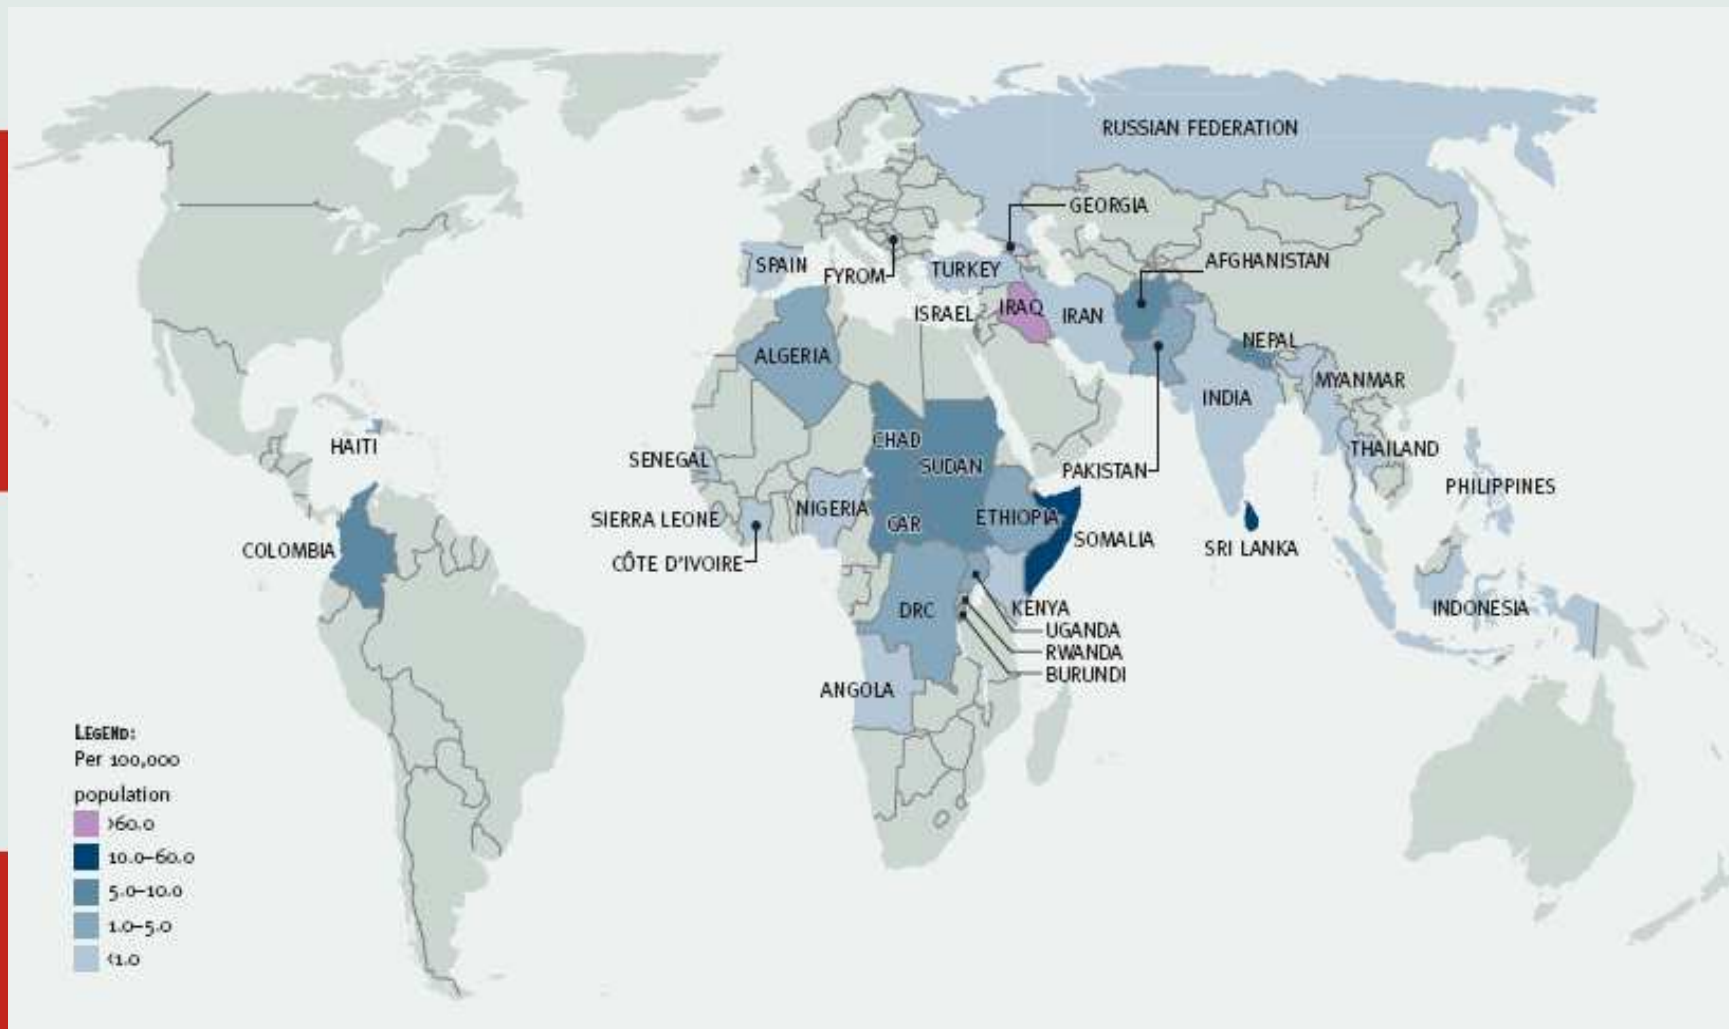 RUSSIAN FEDERATION
GEORGIA
AFGHANISTAN
SPAIN
FYROM
TURKEY
ISRAEL
IRAQ
IRAN
NEPAL
ALGERIA
MYANMAR
INDIA
HAITI
CHAD
SENEGAL
SUDAN
PAKISTAN
THAILAND
PHILIPPINES
NIGERIA
SIERRA LEONE
CAR
ETHIOPIA
SOMALIA
SRI LANKA
COLOMBIA
CÔTE D'IVOIRE
DRC
KENYA
INDONESIA
UGANDA
RWANDA
BURUNDI
ANGOLA
LEGEND:
Per 100,000
population
>60.0
10.0–60.0
5.0–10.0
1.0–5.0
<1.0